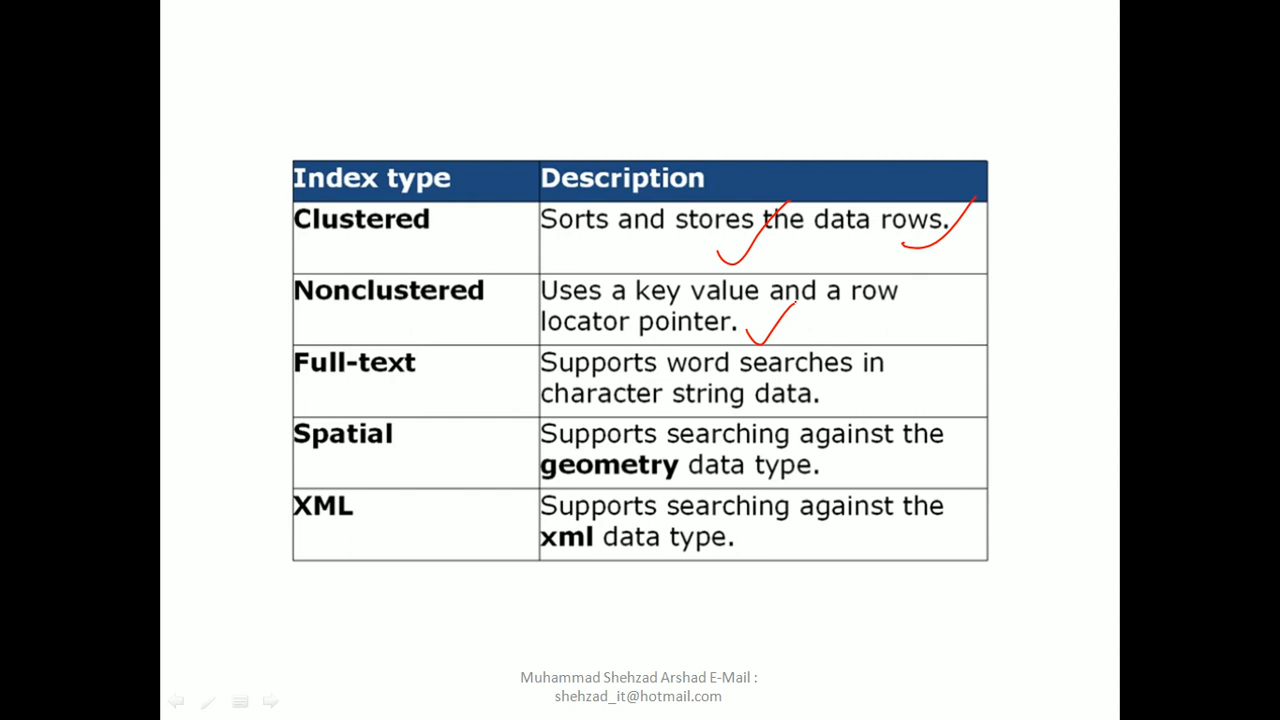 Index type Description
Clustered Sorts and stores the data rows.
Nonclustered Uses a key value and a row
locator pointer.
Full-text Supports word searches in
character string data.
Spatial Supports searching against the
geometry data type.
XML Supports searching against the
xml data type.
Muhammad Shehzad Arshad E-Mail :
shehzad_it@hotmail.com